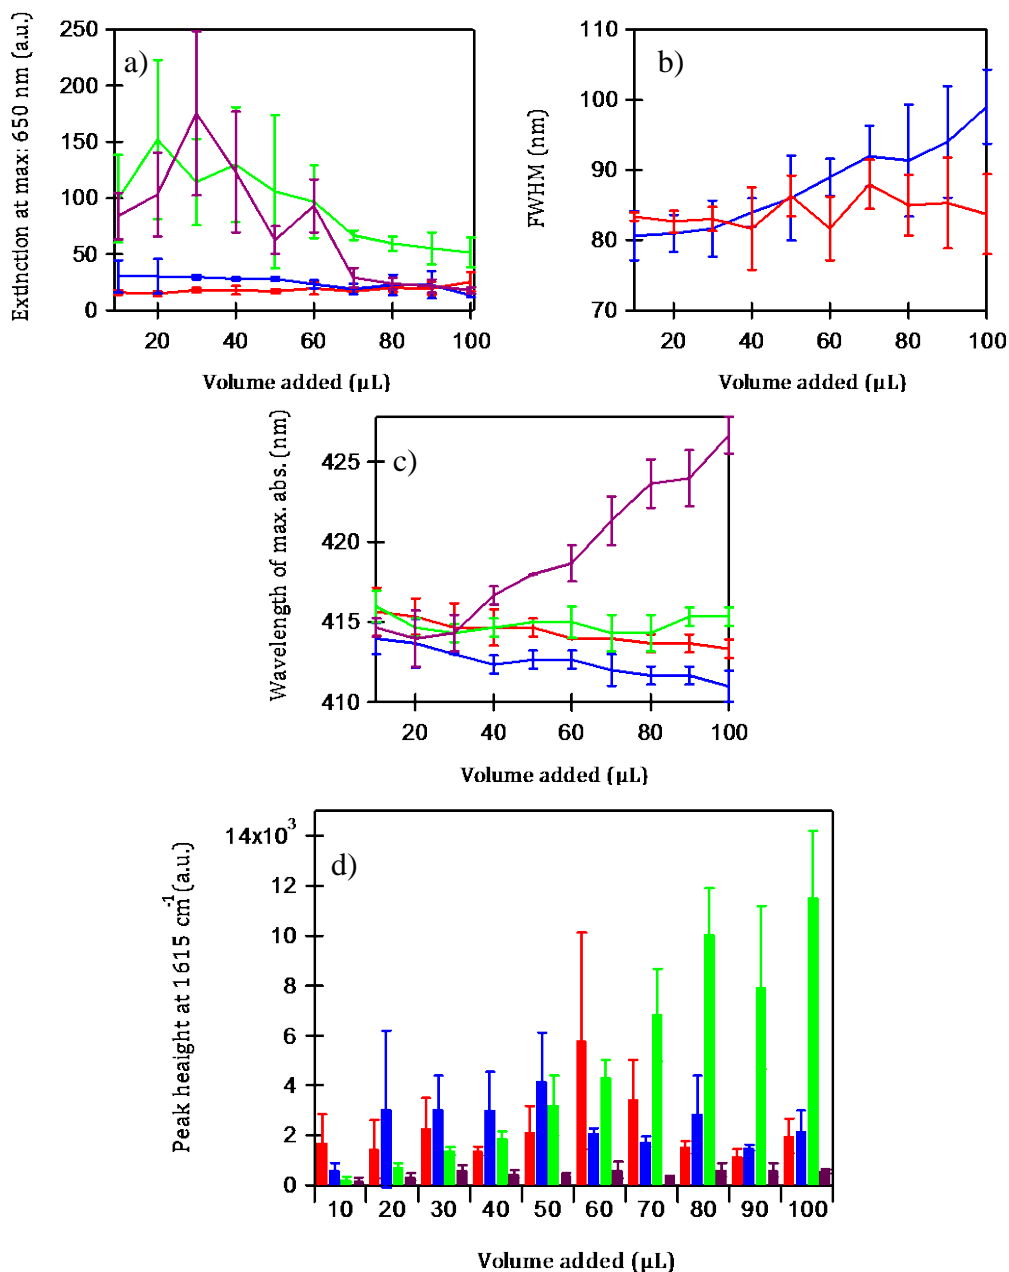 a)
Extinction at max: 650 nm (a.u.)
250
200
150
100
50
0
20 40 60 80 100
Volume added (µL)
b)
FWHM (nm)
110
100
90
80
70
20 40 60 80 100
Volume added (µL)
c)
Wavelength of max. abs. (nm)
425
420
415
410
20 40 60 80 100
Volume added (µL)
d)
Peak heaight at 1615 cm-1 (a.u.)
14x10³
12
10
8
6
4
2
0
10 20 30 40 50 60 70 80 90 100
Volume added (µL)